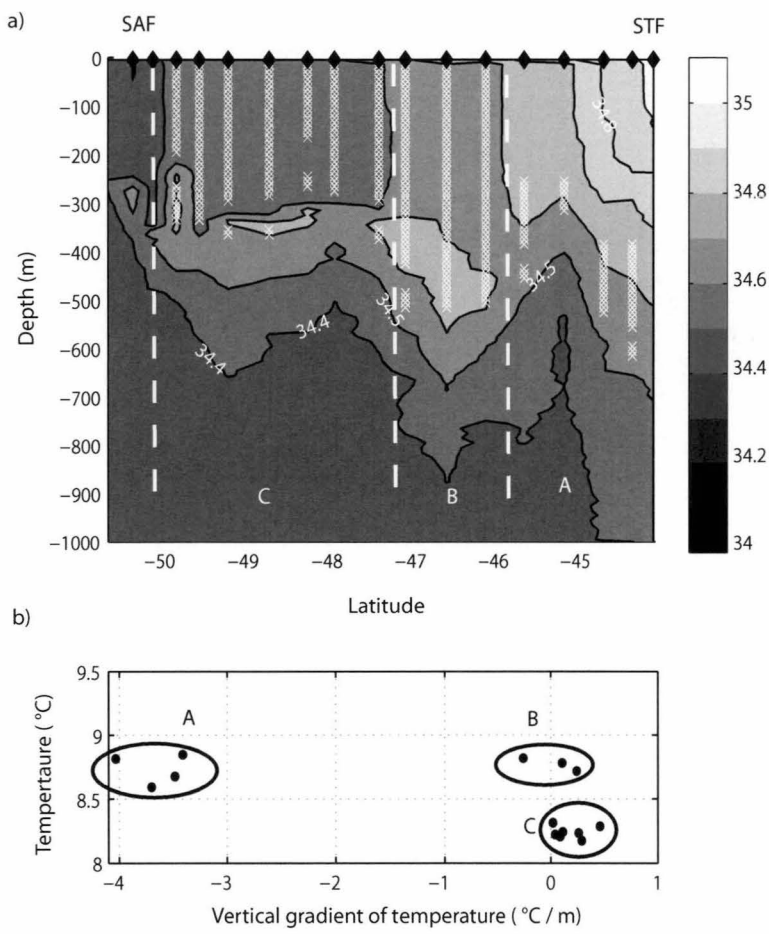 a)
SAF
STF
0
−100
−200
−300
−400
−500
−600
−700
−800
−900
−1000
Depth (m)
34.8
34.5
34.5
34.4
34.4
C
B
A
−50
−49
−48
−47
−46
−45
Latitude
35
34.8
34.6
34.4
34.2
34
b)
9.5
9
8.5
8
Tempertaure ( °C)
A
B
C
−4
−3
−2
−1
0
1
Vertical gradient of temperature ( °C / m)